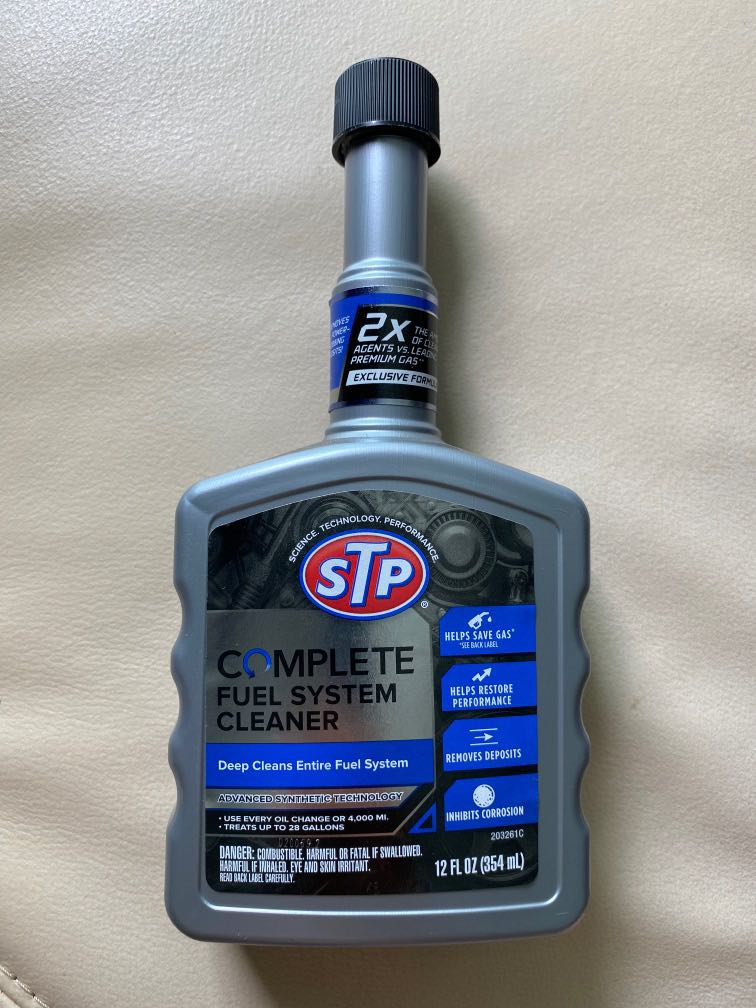 2X THE
OF
AGENTS VS.
PREMIUM GAS**
EXCLUSIVE
SCIENCE. TECHNOLOGY. PERFORMANCE.
STP
®
COMPLETE
FUEL SYSTEM
CLEANER
Deep Cleans Entire Fuel System
ADVANCED SYNTHETIC TECHNOLOGY
• USE EVERY OIL CHANGE OR 4,000 MI.
• TREATS UP TO 28 GALLONS
HELPS SAVE GAS*
*SEE BACK LABEL
HELPS RESTORE
PERFORMANCE
REMOVES DEPOSITS
INHIBITS CORROSION
203261C
DANGER: COMBUSTIBLE. HARMFUL OR FATAL IF SWALLOWED.
HARMFUL IF INHALED. EYE AND SKIN IRRITANT.
READ BACK LABEL CAREFULLY.
12 FL OZ (354 mL)